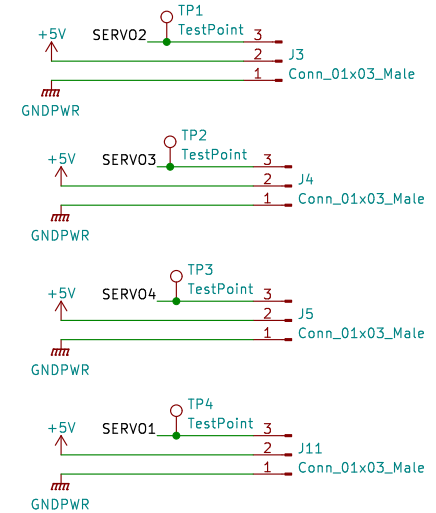 TP1
+5V SERVO2 TestPoint 3
2 J3
1 Conn_01x03_Male
GNDPWR
TP2
+5V SERVO3 TestPoint 3
2 J4
1 Conn_01x03_Male
GNDPWR
TP3
+5V SERVO4 TestPoint 3
2 J5
1 Conn_01x03_Male
GNDPWR
TP4
+5V SERVO1 TestPoint 3
2 J11
1 Conn_01x03_Male
GNDPWR